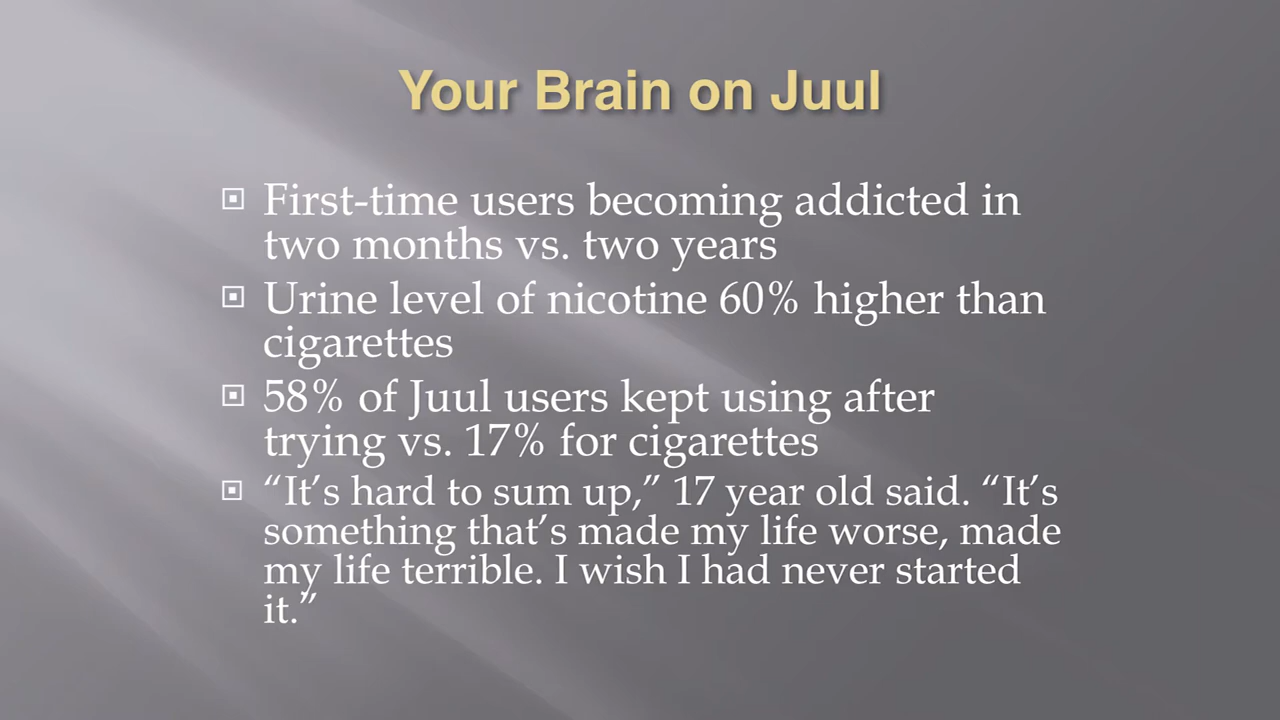 Your Brain on Juul
First-time users becoming addicted in
two months vs. two years
Urine level of nicotine 60% higher than
cigarettes
58% of Juul users kept using after
trying vs. 17% for cigarettes
“It’s hard to sum up,” 17 year old said. “It’s
something that’s made my life worse, made
my life terrible. I wish I had never started
it.”